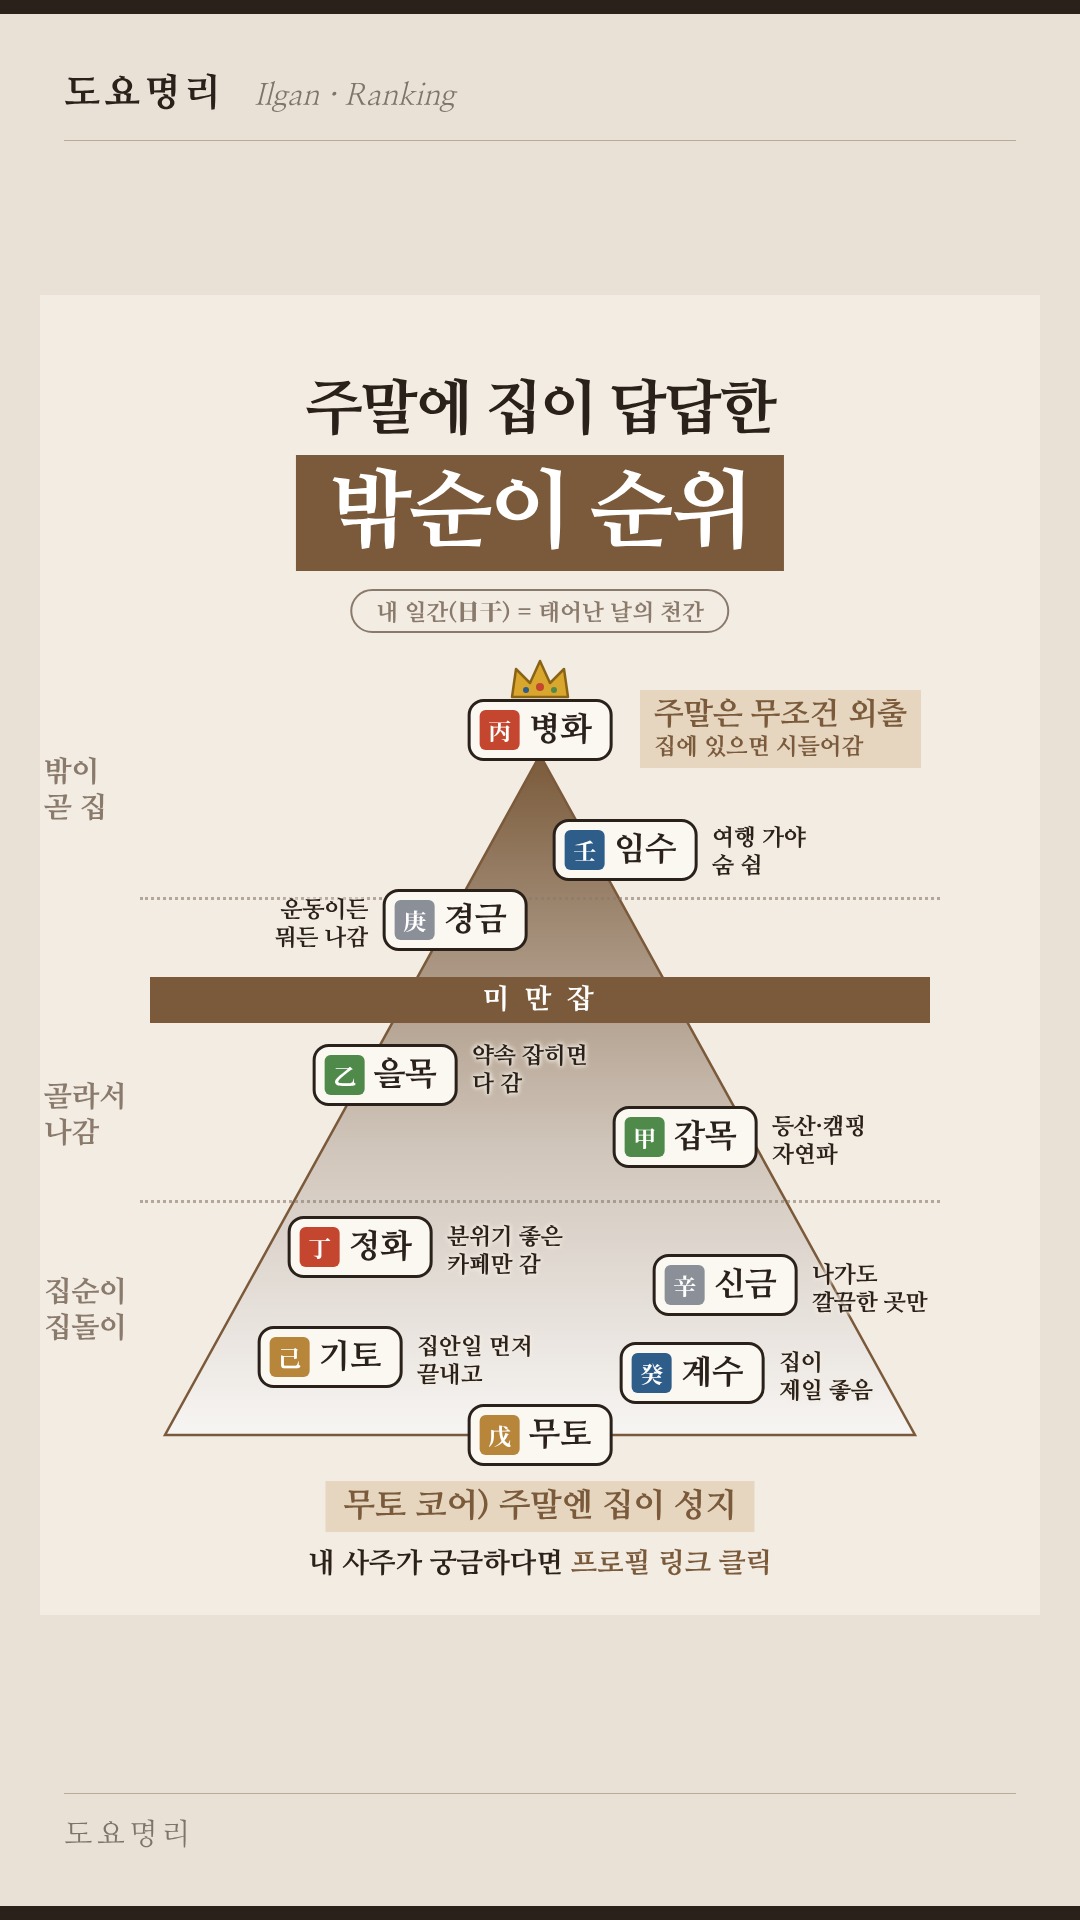 도요명리 Ilgan · Ranking
주말에 집이 답답한
밖순이 순위
내 일간(日干) = 태어난 날의 천간
丙 병화
주말은 무조건 외출
집에 있으면 시들어감
밖이
곧 집
壬 임수
여행 가야
숨 쉼
운동이든
뭐든 나감
庚 경금
미만잡
乙 을목
약속 잡히면
다 감
골라서
나감
甲 갑목
등산·캠핑
자연파
丁 정화
분위기 좋은
카페만 감
辛 신금
나가도
깔끔한 곳만
집순이
집돌이
己 기토
집안일 먼저
끝내고
癸 계수
집이
제일 좋음
戊 무토
무토 코어) 주말엔 집이 성지
내 사주가 궁금하다면 프로필 링크 클릭
도요명리